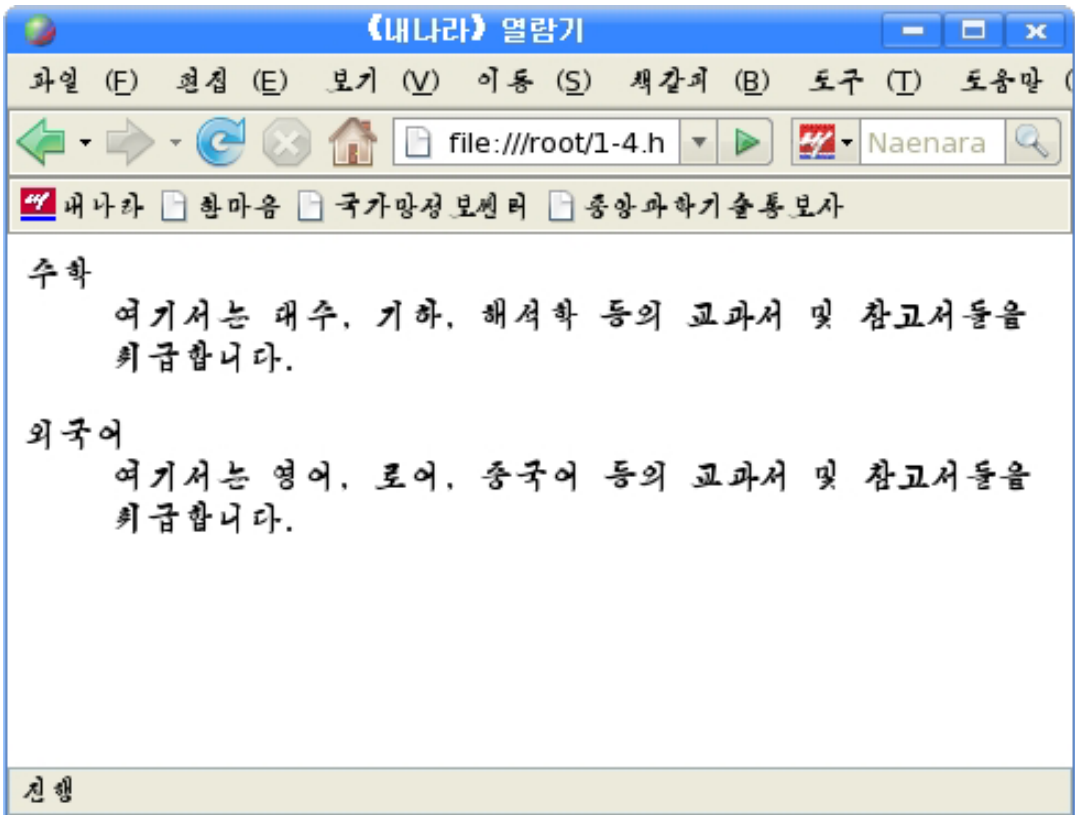 《내나라》 열람기
파일 (F) 편집 (E) 보기 (V) 이동 (S) 책갈피 (B) 도구 (T) 도움말 (
file:///root/1-4.h Naenara
내나라 한마음 국가망정보쎈터 중앙과학기술통보사
수학
여기서는 대수, 기하, 해석학 등의 교과서 및 참고서들을
취급합니다.
외국어
여기서는 영어, 로어, 중국어 등의 교과서 및 참고서들을
취급합니다.
진행